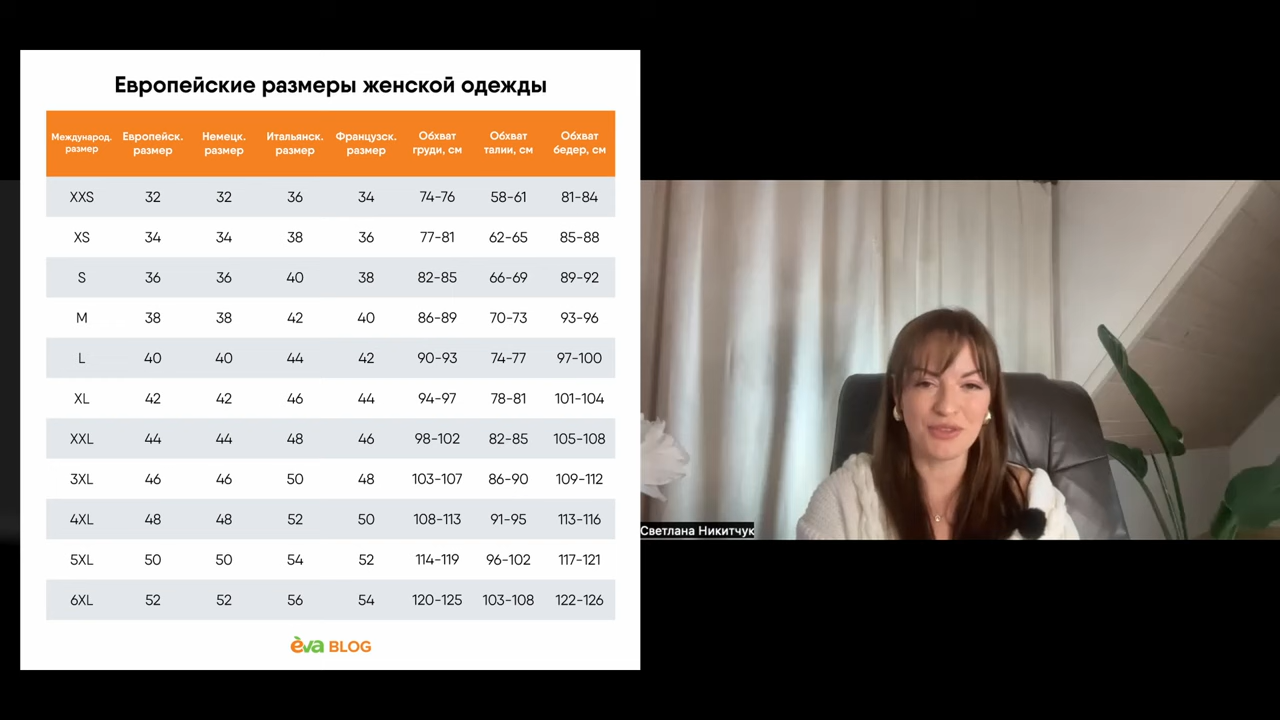 Европейские размеры женской одежды
Международ. Европейск. Немецк. Итальянск. Французск. Обхват Обхват Обхват
размер размер размер размер размер груди, см талии, см бедер, см
XXS 32 32 36 34 74-76 58-61 81-84
XS 34 34 38 36 77-81 62-65 85-88
S 36 36 40 38 82-85 66-69 89-92
M 38 38 42 40 86-89 70-73 93-96
L 40 40 44 42 90-93 74-77 97-100
XL 42 42 46 44 94-97 78-81 101-104
XXL 44 44 48 46 98-102 82-85 105-108
3XL 46 46 50 48 103-107 86-90 109-112
4XL 48 48 52 50 108-113 91-95 113-116
5XL 50 50 54 52 114-119 96-102 117-121
6XL 52 52 56 54 120-125 103-108 122-126
èva BLOG
Светлана Никитчук